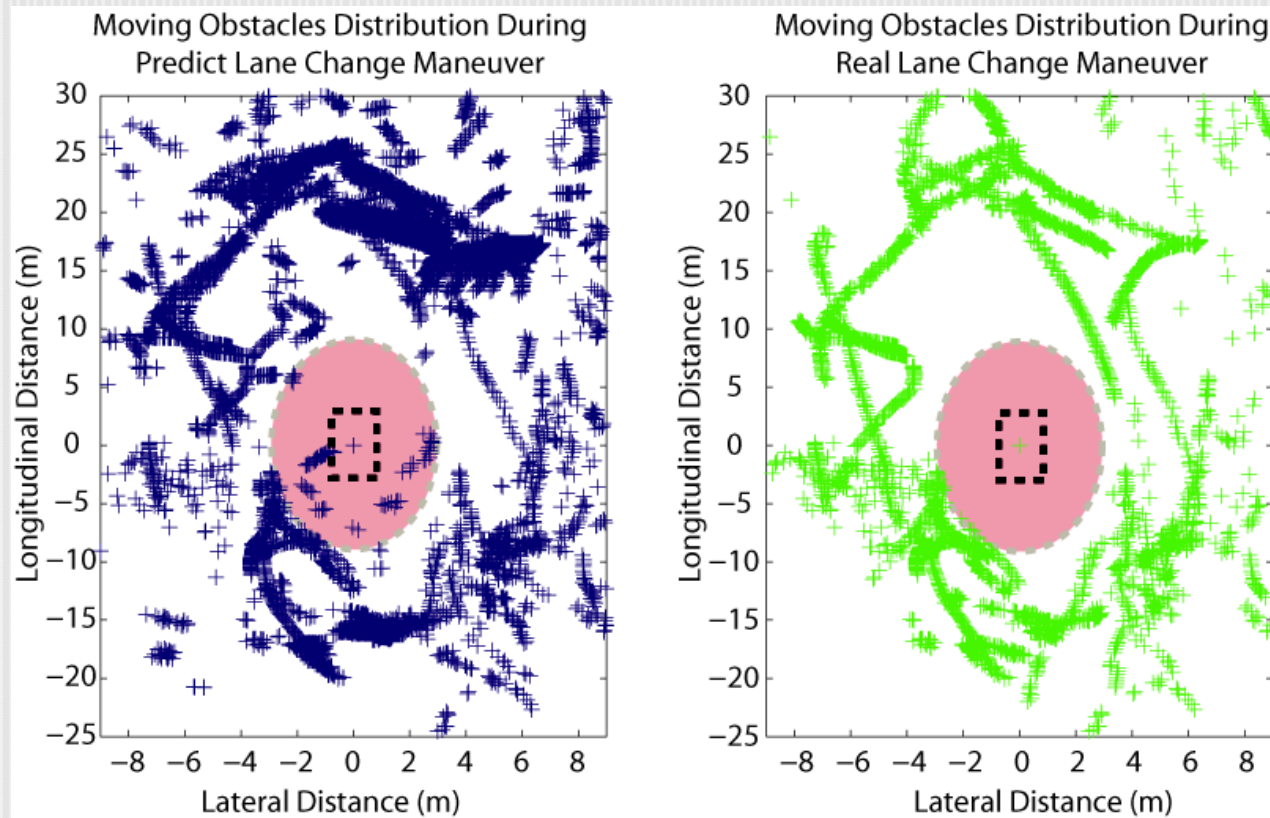 Moving Obstacles Distribution During
Predict Lane Change Maneuver
30
25
20
15
10
5
0
−5
−10
−15
−20
−25
Longitudinal Distance (m)
−8 −6 −4 −2 0 2 4 6 8
Lateral Distance (m)
Moving Obstacles Distribution During
Real Lane Change Maneuver
30
25
20
15
10
5
0
−5
−10
−15
−20
−25
Longitudinal Distance (m)
−8 −6 −4 −2 0 2 4 6 8
Lateral Distance (m)